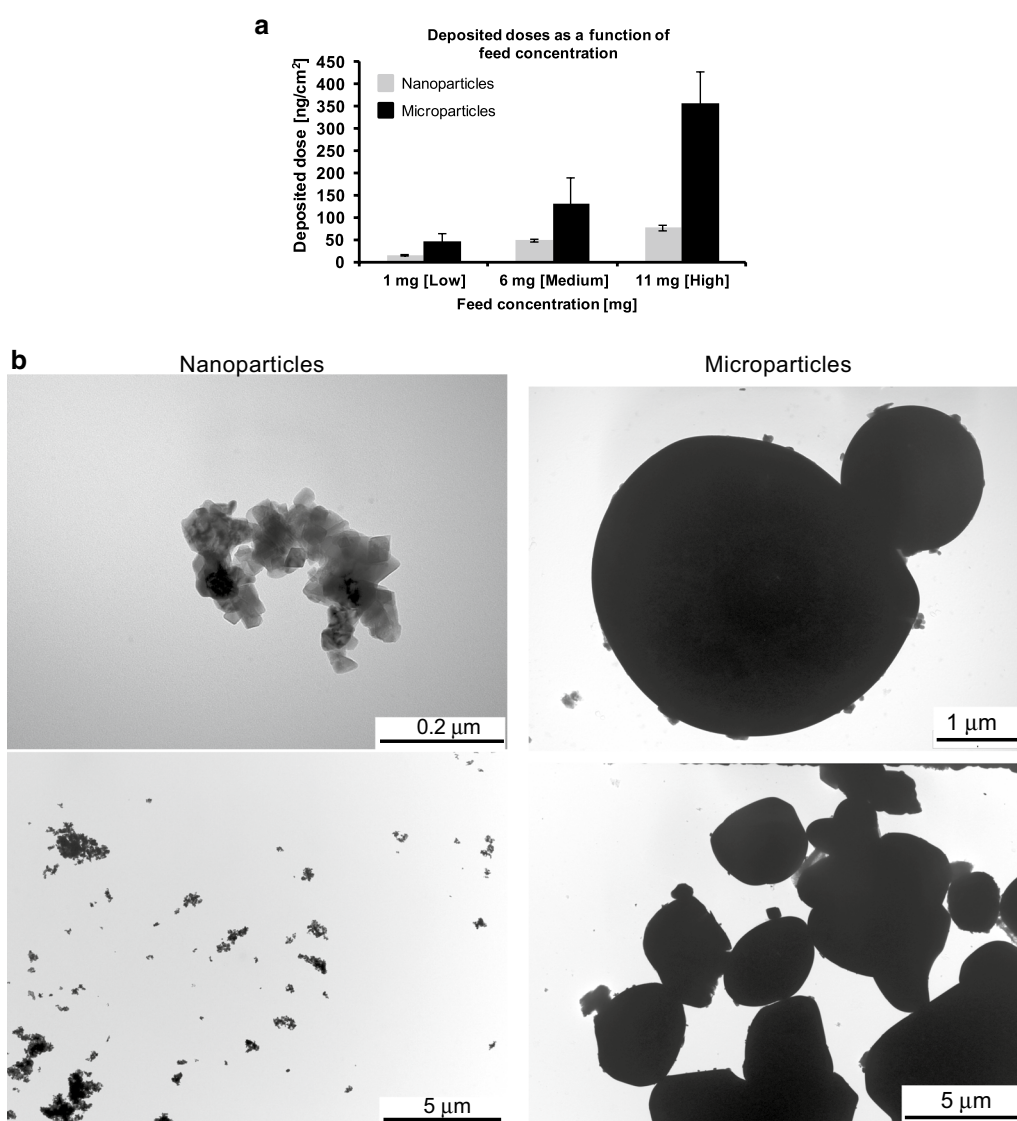 a
Deposited doses as a function of
feed concentration
Deposited dose [ng/cm²]
450
400
350
300
250
200
150
100
50
0
Nanoparticles
Microparticles
1 mg [Low] 6 mg [Medium] 11 mg [High]
Feed concentration [mg]
b
Nanoparticles Microparticles
0.2 μm
1 μm
5 μm
5 μm